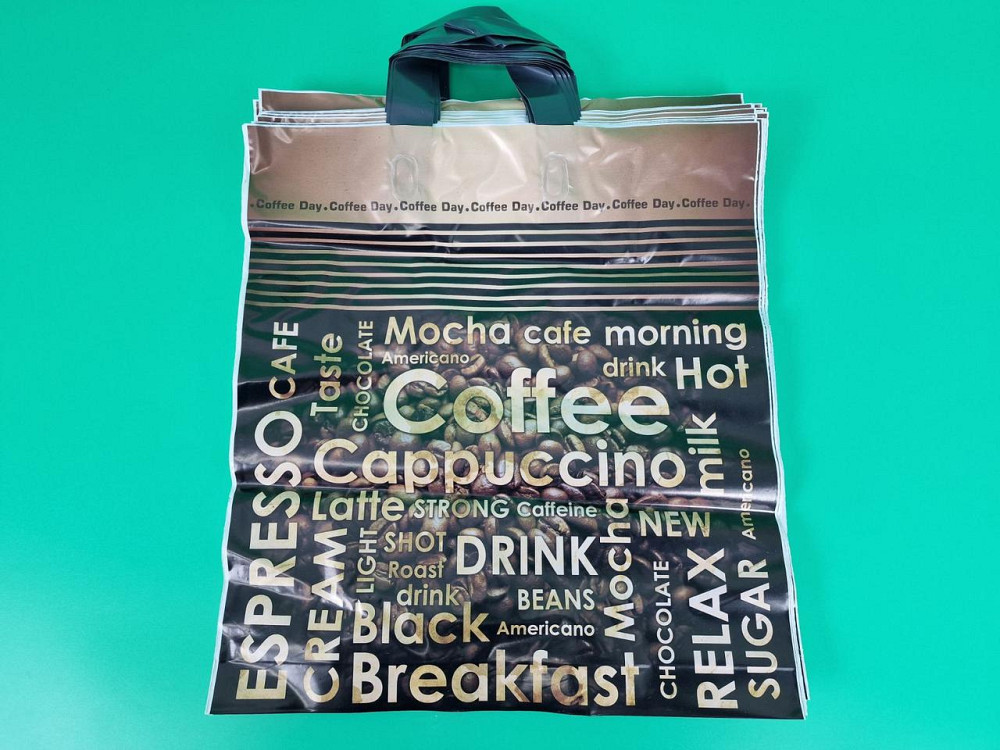 .Coffee Day.Coffee Day.Coffee Day.Coffee Day.Coffee Day.Coffee Day.Coffee Day.
Mocha cafe morning
Americano
drink Hot
Coffee
Cappuccino
Latte STRONG Caffeine
NEW
SHOT
DRINK
Roast
drink
BEANS
Black Americano
Breakfast
ESPRESSO
CAFE
Taste
CHOCOLATE
CREAM
LIGHT
Mocha
milk
Americano
CHOCOLATE
RELAX
SUGAR